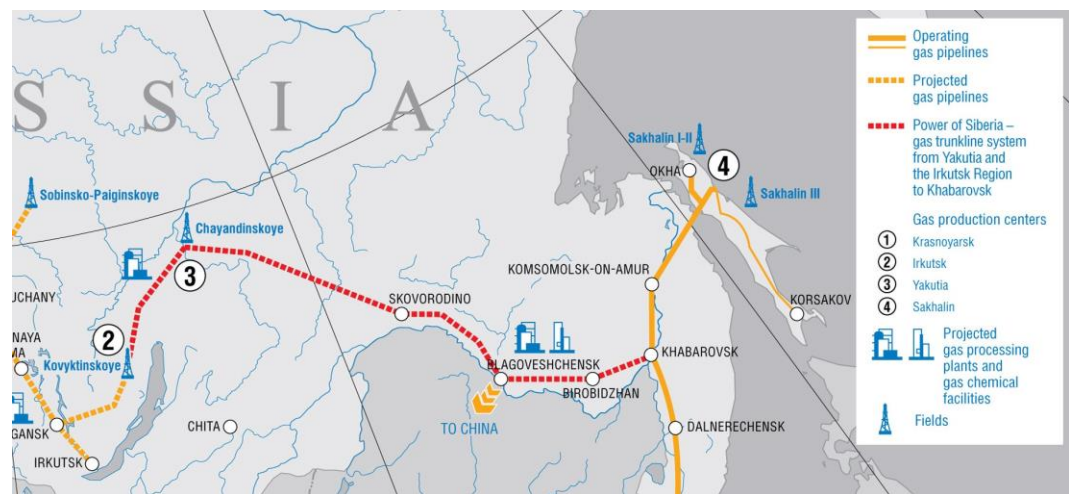 S S I A
Sobinsko-Paiginskoye
Chayandinskoye
3
2
Kovyktinskoye
UCHANY
NAYA
MA
GANSK
IRKUTSK
CHITA
SKOVORODINO
BLAGOVESHCHENSK
TO CHINA
BIROBIDZHAN
KHABAROVSK
KOMSOMOLSK-ON-AMUR
DALNERECHENSK
Sakhalin I-II
OKHA
4
Sakhalin III
KORSAKOV
Operating
gas pipelines
Projected
gas pipelines
Power of Siberia –
gas trunkline system
from Yakutia and
the Irkutsk Region
to Khabarovsk
Gas production centers
1 Krasnoyarsk
2 Irkutsk
3 Yakutia
4 Sakhalin
Projected
gas processing
plants and
gas chemical
facilities
Fields